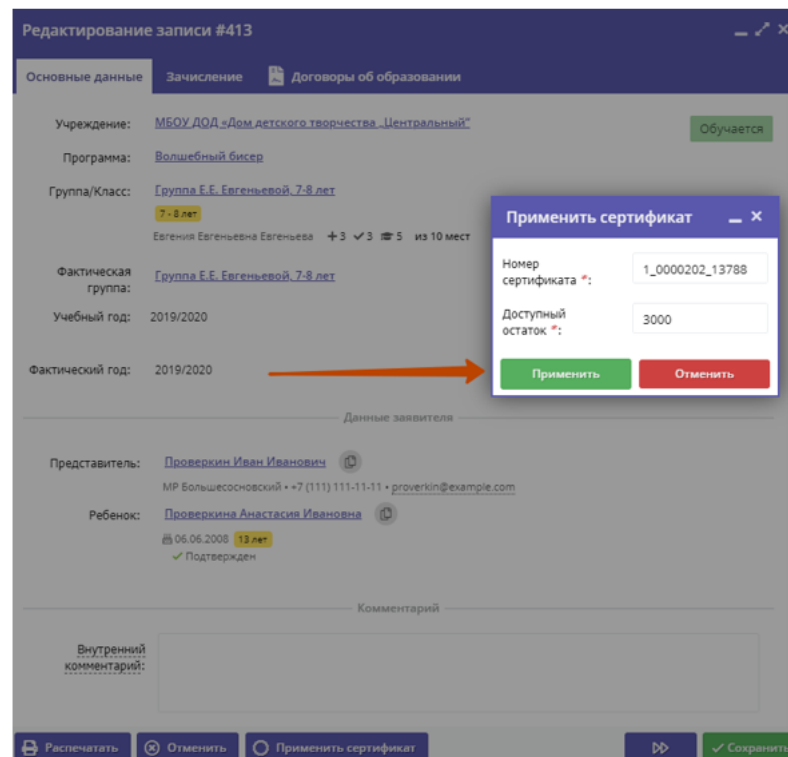 Редактирование записи #413
Основные данные Зачисление Договоры об образовании
Учреждение: МБОУ ДОД «Дом детского творчества „Центральный" Обучается
Программа: Волшебный бисер
Группа/Класс: Группа Е.Е. Евгеньевой, 7-8 лет
7 - 8 лет
Евгения Евгеньевна Евгеньева +3 ✓3 5 из 10 мест
Фактическая
группа: Группа Е.Е. Евгеньевой, 7-8 лет
Учебный год: 2019/2020
Фактический год: 2019/2020
Применить сертификат
Номер
сертификата *: 1_0000202_13788
Доступный
остаток *: 3000
Применить Отменить
Данные заявителя
Представитель: Проверкин Иван Иванович
МР Большесосновский • +7 (111) 111-11-11 • proverkin@example.com
Ребенок: Проверкина Анастасия Ивановна
06.06.2008 13 лет
✓ Подтвержден
Комментарий
Внутренний
комментарий:
Распечатать Отменить Применить сертификат Сохранить